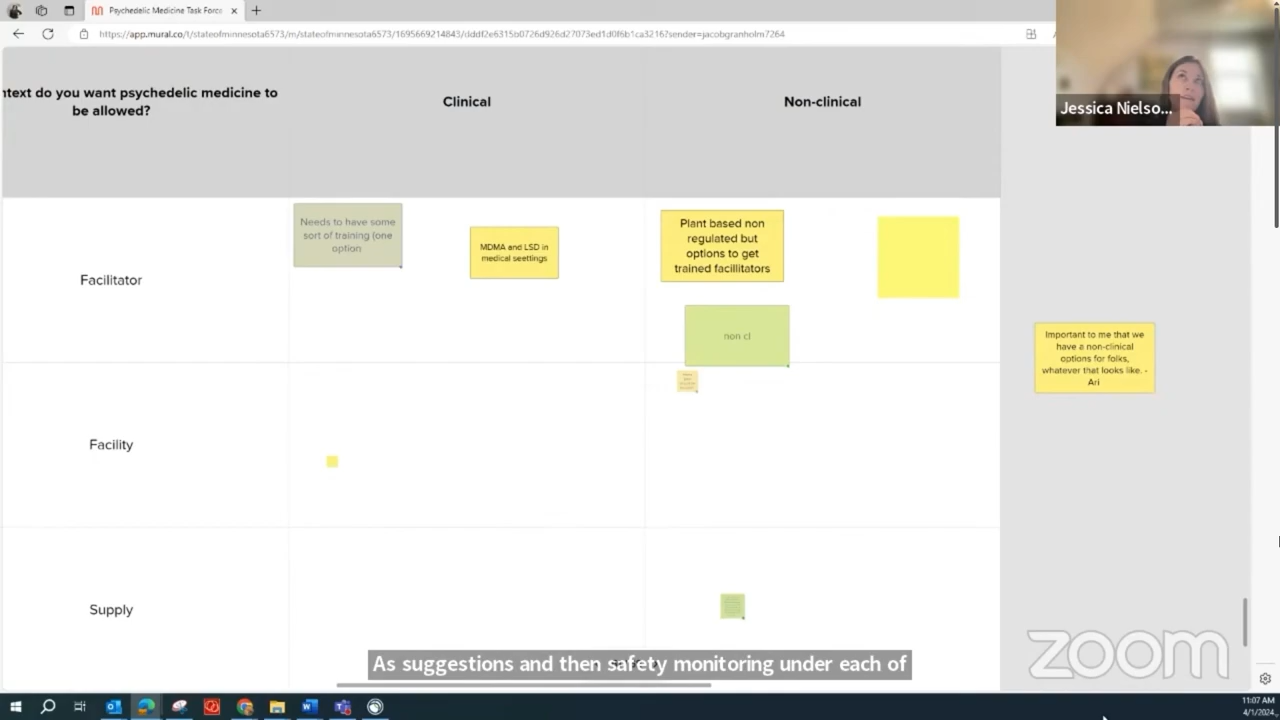 Psychedelic Medicine Task Force
https://app.mural.co/t/stateofminnesota6573/m/stateofminnesota6573/1695669214843/dddf2e6315b0726d926d27073ed1d0f6b1ca3216?sender=jacobgranholm7264
ntext do you want psychedelic medicine to
be allowed?
Clinical
Non-clinical
Jessica Nielso...
Facilitator
Needs to have some
sort of training (one
option
MDMA and LSD in
medical seettings
Plant based non
regulated but
options to get
trained facillitators
non cl
Important to me that we
have a non-clinical
options for folks,
whatever that looks like. -
Ari
Facility
Supply
As suggestions and then safety monitoring under each of
zoom
11:07 AM
4/1/2024